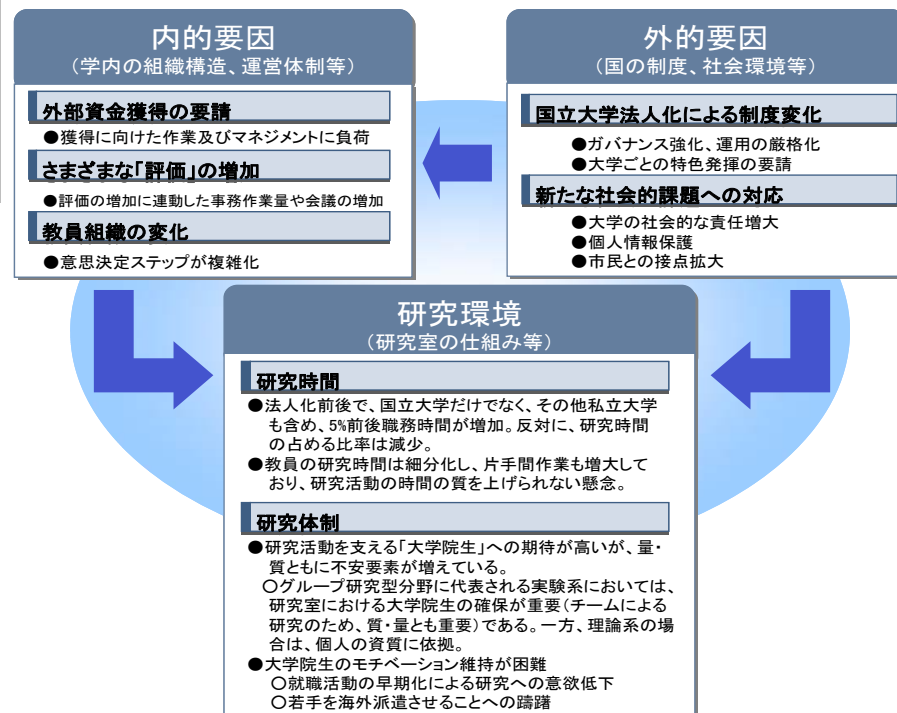 内的要因
（学内の組織構造、運営体制等）
外部資金獲得の要請
●獲得に向けた作業及びマネジメントに負荷
さまざまな「評価」の増加
●評価の増加に連動した事務作業量や会議の増加
教員組織の変化
●意思決定ステップが複雑化
外的要因
（国の制度、社会環境等）
国立大学法人化による制度変化
●ガバナンス強化、運用の厳格化
●大学ごとの特色発揮の要請
新たな社会的課題への対応
●大学の社会的な責任増大
●個人情報保護
●市民との接点拡大
研究環境
（研究室の仕組み等）
研究時間
●法人化前後で、国立大学だけでなく、その他私立大学
も含め、5%前後職務時間が増加。反対に、研究時間
の占める比率は減少。
●教員の研究時間は細分化し、片手間作業も増大して
おり、研究活動の時間の質を上げられない懸念。
研究体制
●研究活動を支える「大学院生」への期待が高いが、量・
質ともに不安要素が増えている。
○グループ研究型分野に代表される実験系においては、
研究室における大学院生の確保が重要（チームによる
研究のため、質・量とも重要）である。一方、理論系の場
合は、個人の資質に依拠。
●大学院生のモチベーション維持が困難
○就職活動の早期化による研究への意欲低下
○若手を海外派遣させることへの躊躇